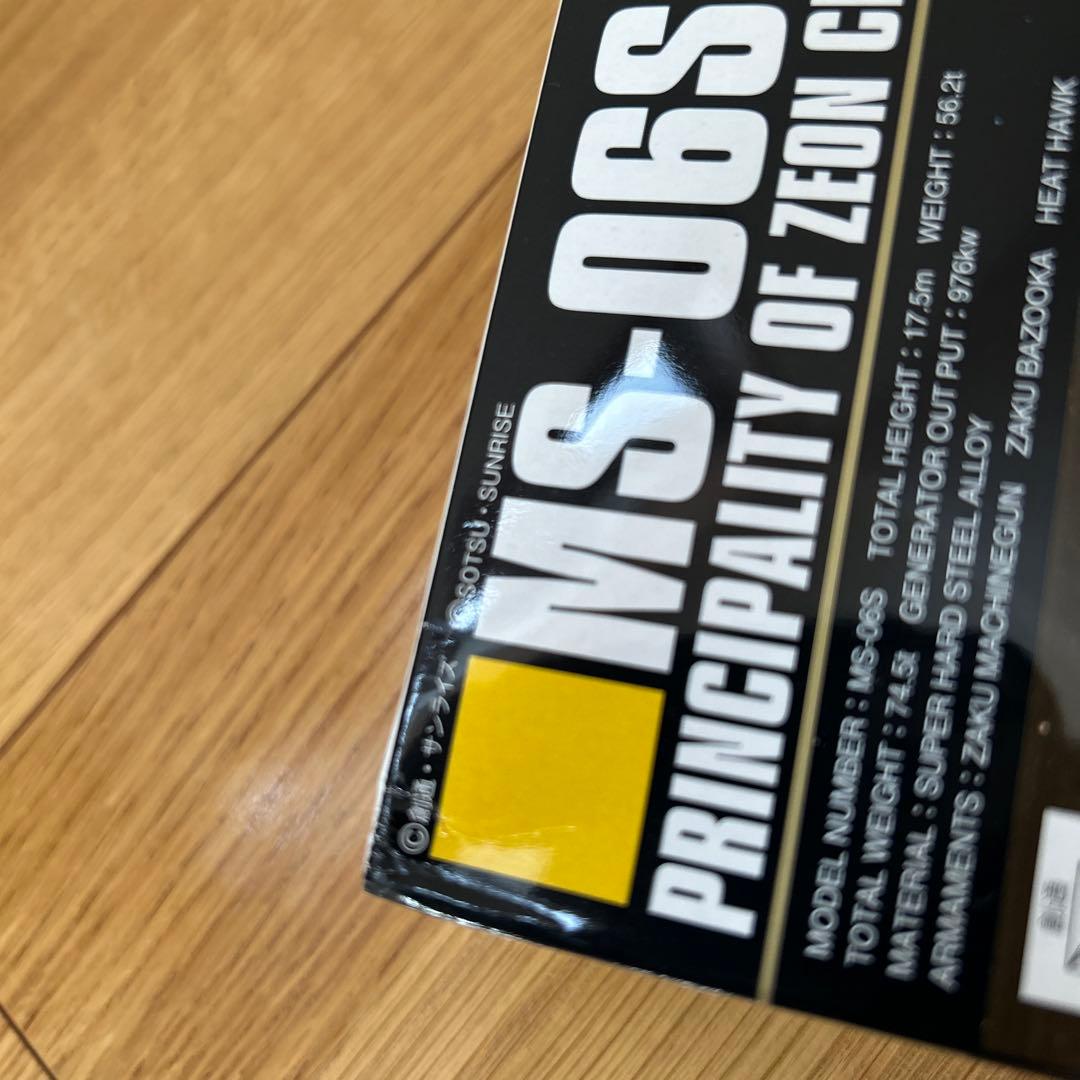 ©創通・サンライズ ©SOTSU・SUNRISE
MS-06S
PRINCIPALITY OF ZEON
MODEL NUMBER : MS-06S TOTAL HEIGHT : 17.5m WEIGHT : 56.2t
TOTAL WEIGHT : 74.5t GENERATOR OUT PUT : 976kw
MATERIAL : SUPER HARD STEEL ALLOY
ARMAMENTS : ZAKU MACHINEGUN ZAKU BAZOOKA HEAT HAWK
創通